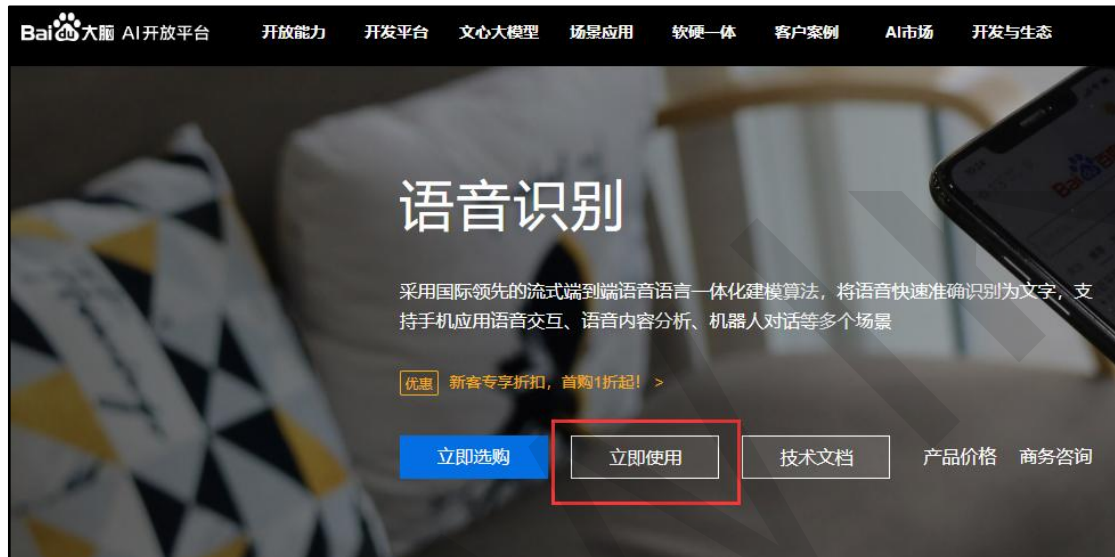 Bai du 大脑 AI开放平台 开放能力 开发平台 文心大模型 场景应用 软硬一体 客户案例 AI市场 开发与生态
语音识别
采用国际领先的流式端到端语音语言一体化建模算法，将语音快速准确识别为文字，支
持手机应用语音交互、语音内容分析、机器人对话等多个场景
优惠 新客专享折扣，首购1折起！ >
立即选购 立即使用 技术文档 产品价格 商务咨询